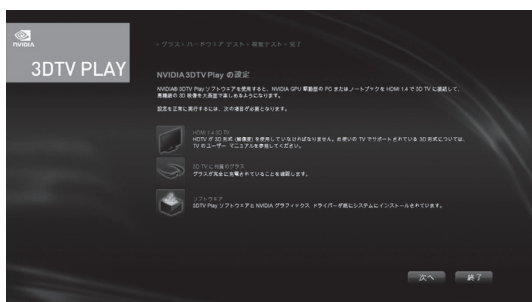 NVIDIA
3DTV PLAY
› グラス › ハードウェア テスト › 視覚テスト › 完了
NVIDIA 3DTV Play の設定
NVIDIA® 3DTV Play ソフトウェアを使用すると、NVIDIA GPU 駆動型の PC またはノートブックを HDMI 1.4 で 3D TV に接続して、
高精細の 3D 映像を大画面で楽しめるようになります。
設定を正常に実行するには、次の項目が必要となります。
HDMI 1.4 3D TV
HDTV が 3D 形式 (解像度) を使用していなければなりません。お使いの TV でサポートされている 3D 形式については、
TV のユーザー マニュアルを参照してください。
3D TV に付属のグラス
グラスが完全に充電されていることを確認します。
ソフトウェア
3DTV Play ソフトウェアと NVIDIA グラフィックス ドライバーが既にシステムにインストールされています。
次へ
終了